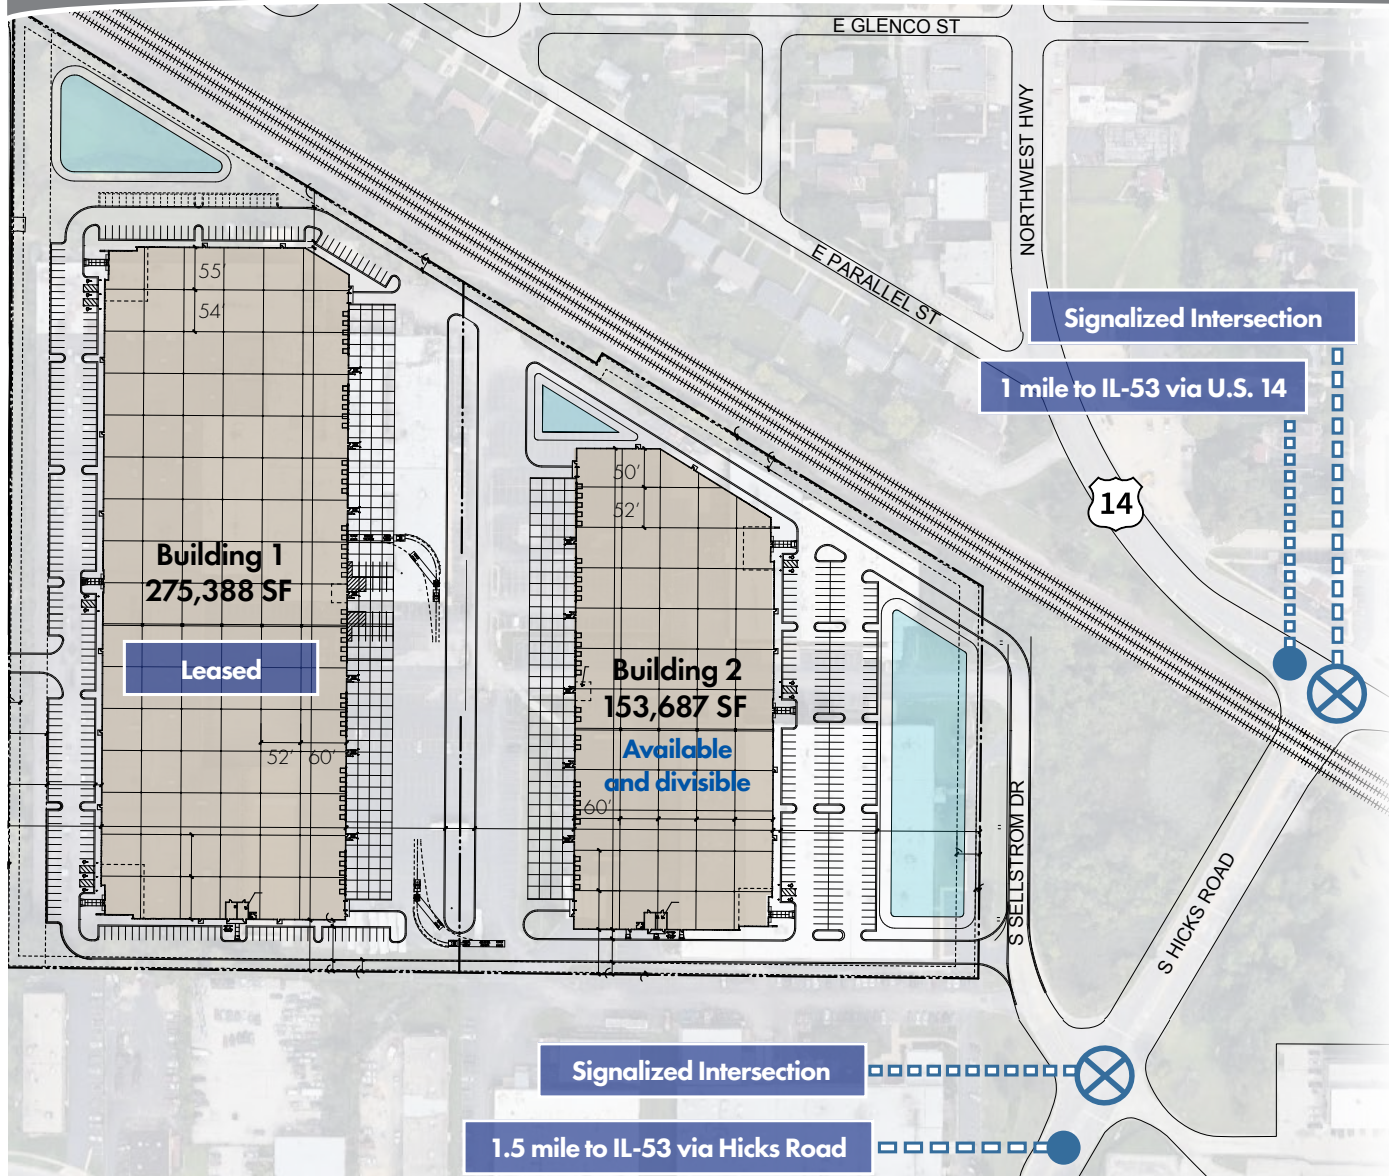 E GLENCO ST
NORTHWEST HWY
E PARALLEL ST
Signalized Intersection
1 mile to IL-53 via U.S. 14
14
55'
54'
50'
52'
Building 1
275,388 SF
Leased
Building 2
153,687 SF
Available
and divisible
52' 60'
60'
S SELLSTROM DR
S HICKS ROAD
Signalized Intersection
1.5 mile to IL-53 via Hicks Road